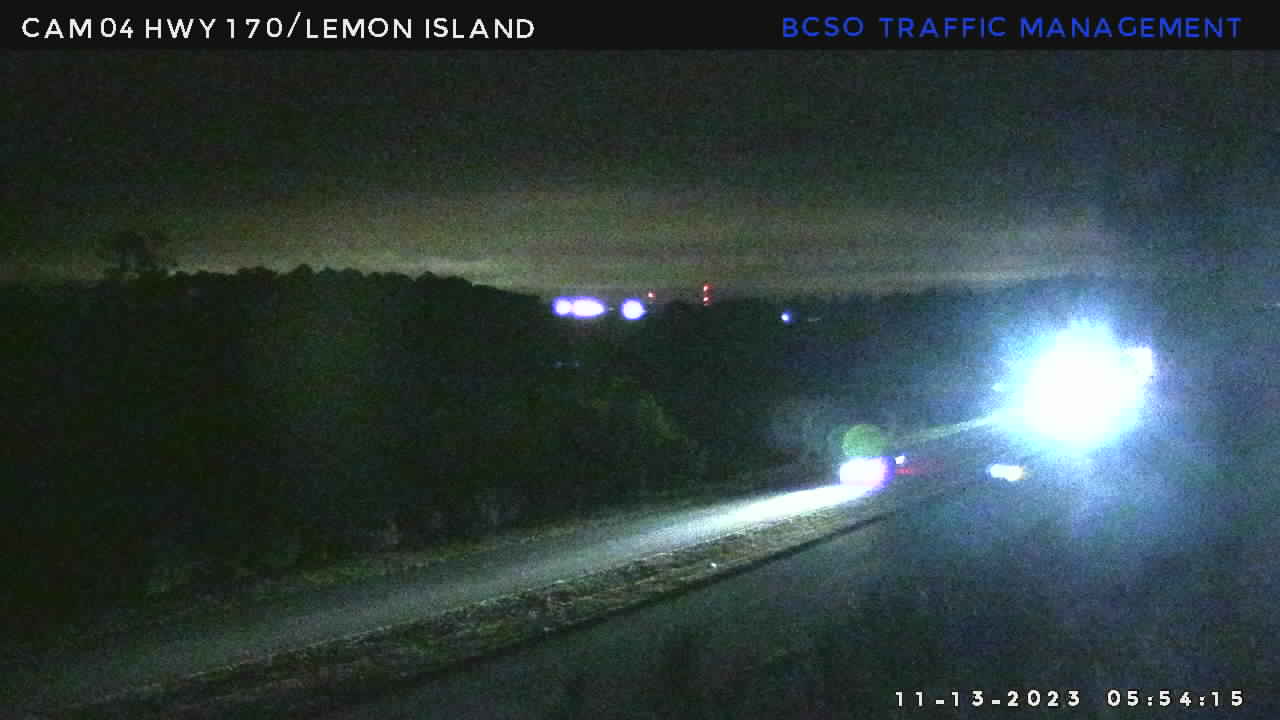 CAM04 HWY 170/LEMON ISLAND
BCSO TRAFFIC MANAGEMENT
11-13-2023 05:54:15